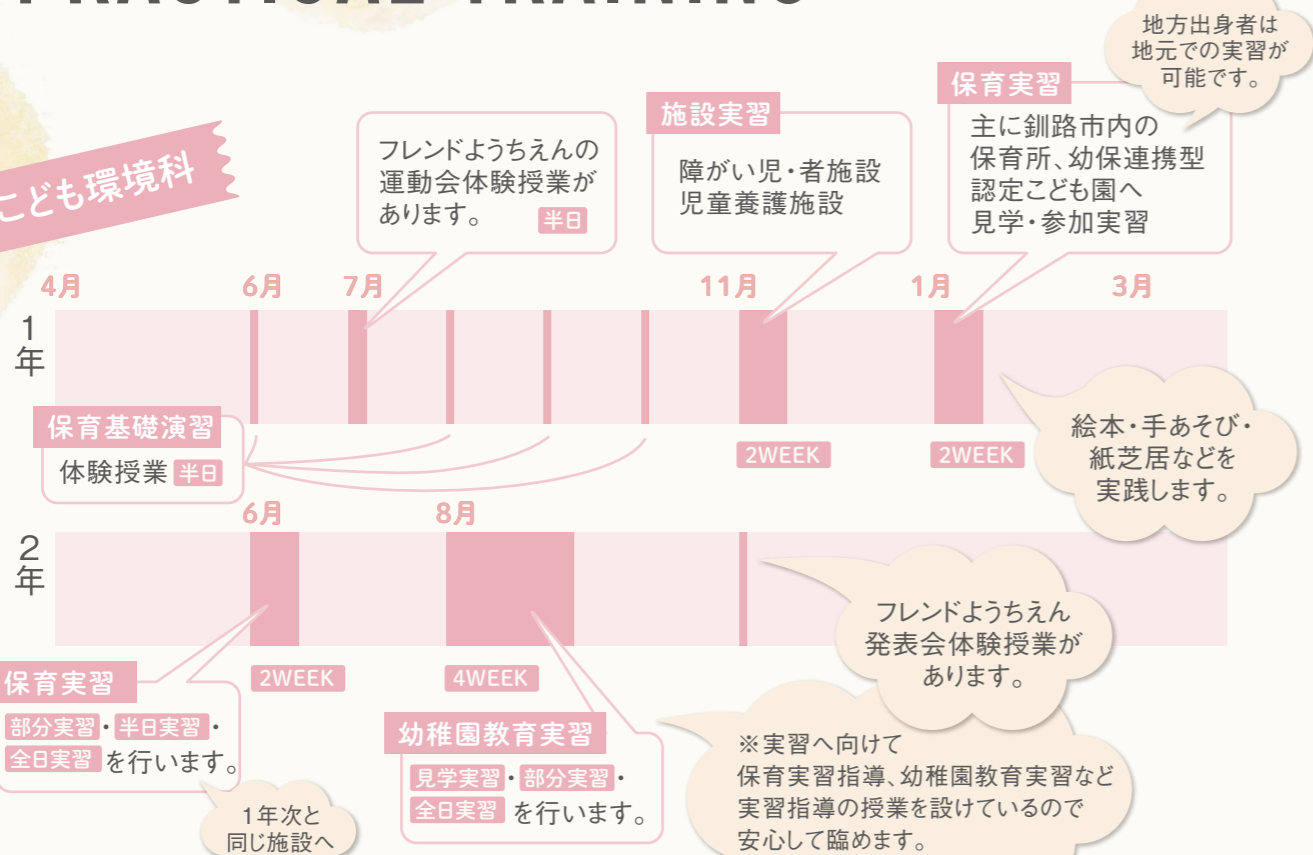 PRACTICAL TRAINING
地方出身者は
地元での実習が
可能です。
こども環境科
フレンドようちえんの
運動会体験授業が
あります。 半日
施設実習
障がい児・者施設
児童養護施設
保育実習
主に釧路市内の
保育所、幼保連携型
認定こども園へ
見学・参加実習
4月 6月 7月 11月 1月 3月
1年
保育基礎演習
体験授業 半日
2WEEK 2WEEK
絵本・手あそび・
紙芝居などを
実践します。
6月 8月
2年
フレンドようちえん
発表会体験授業が
あります。
2WEEK 4WEEK
保育実習
部分実習・半日実習・
全日実習 を行います。
1年次と
同じ施設へ
幼稚園教育実習
見学実習・部分実習・
全日実習 を行います。
※実習へ向けて
保育実習指導、幼稚園教育実習など
実習指導の授業を設けているので
安心して臨めます。